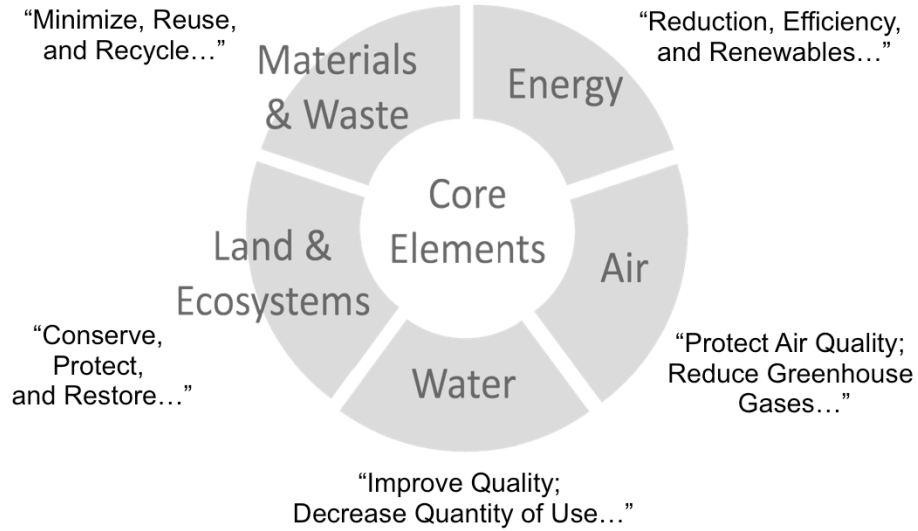 “Minimize, Reuse,
and Recycle…”
“Reduction, Efficiency,
and Renewables…”
Materials
& Waste
Energy
Core
Elements
Land &
Ecosystems
Air
“Conserve,
Protect,
and Restore…”
“Protect Air Quality;
Reduce Greenhouse
Gases…”
Water
“Improve Quality;
Decrease Quantity of Use…”